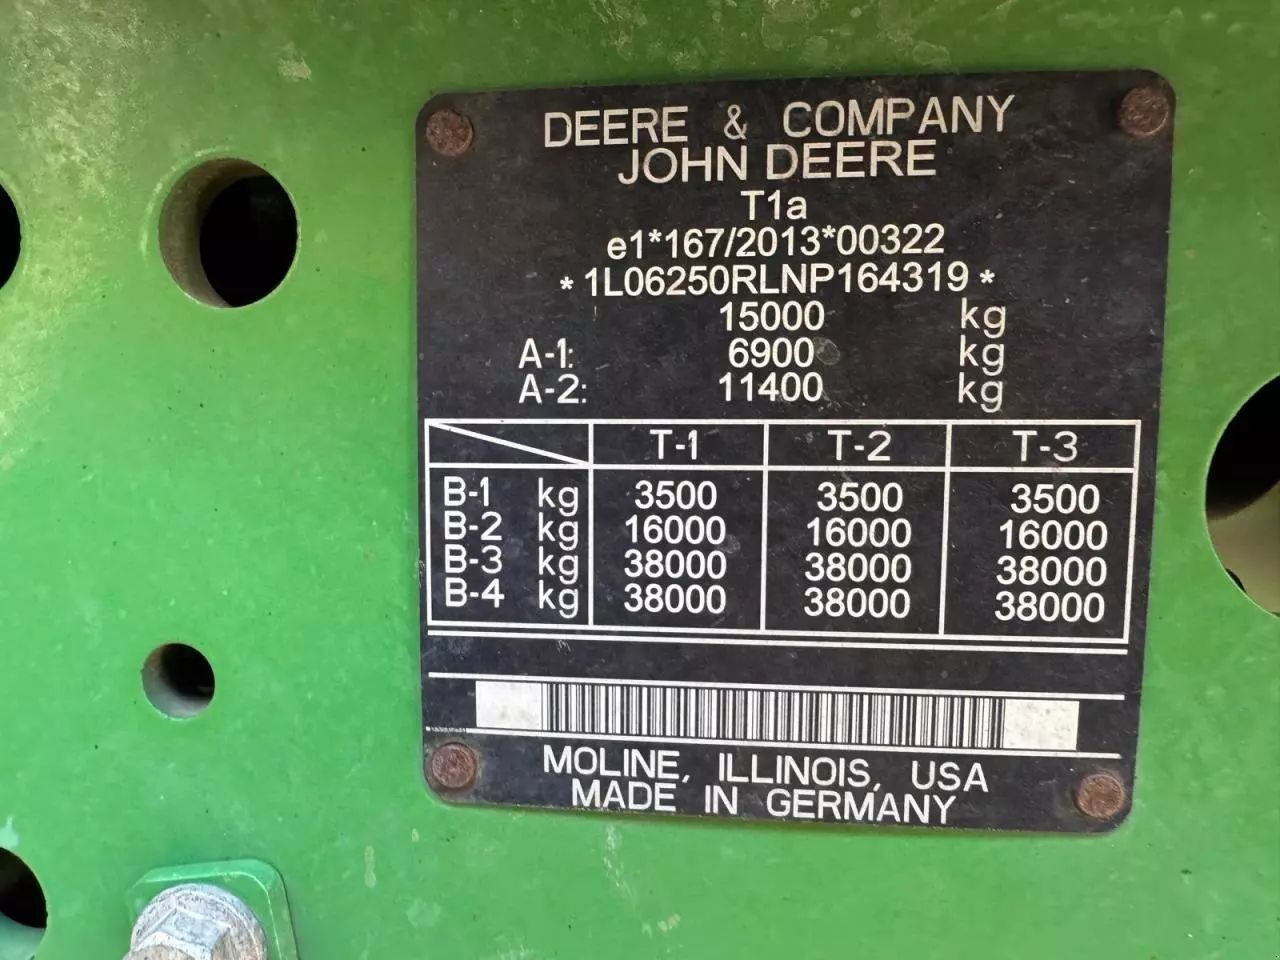 DEERE & COMPANY
JOHN DEERE
T1a
e1*167/2013*00322
* 1L06250RLNP164319 *
15000 kg
A-1: 6900 kg
A-2: 11400 kg
T-1 T-2 T-3
B-1 kg 3500 3500 3500
B-2 kg 16000 16000 16000
B-3 kg 38000 38000 38000
B-4 kg 38000 38000 38000
MOLINE, ILLINOIS, USA
MADE IN GERMANY